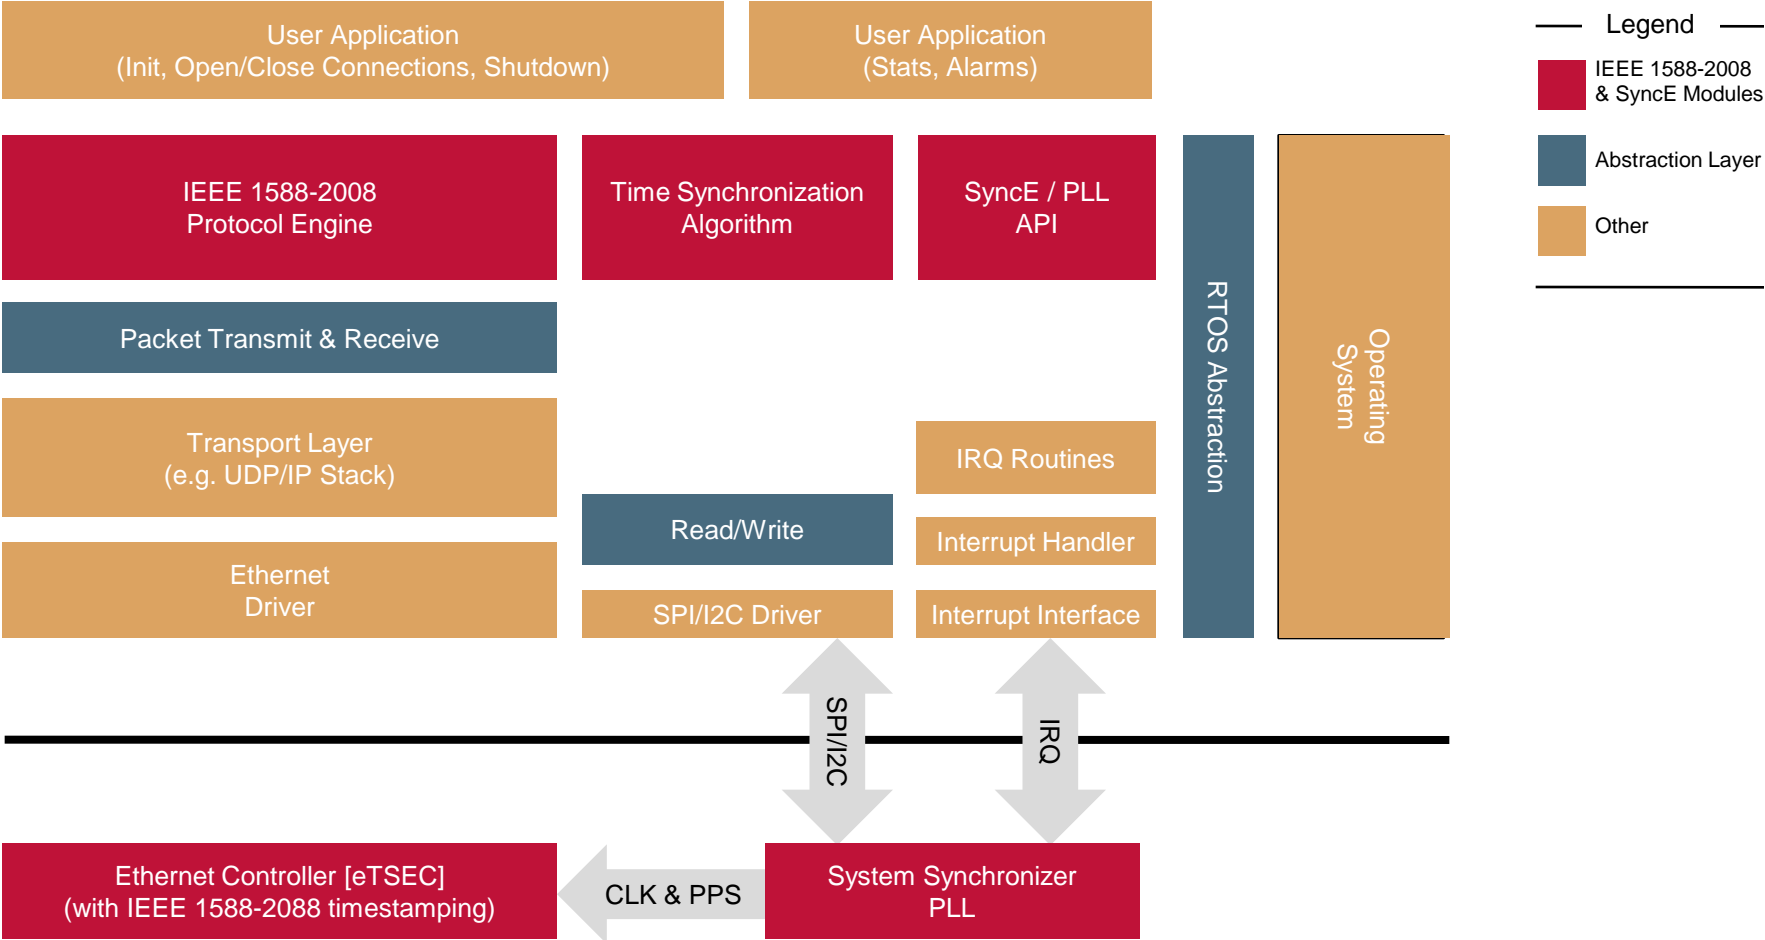 User Application
(Init, Open/Close Connections, Shutdown)
User Application
(Stats, Alarms)
Legend
IEEE 1588-2008
& SyncE Modules
Abstraction Layer
Other
IEEE 1588-2008
Protocol Engine
Time Synchronization
Algorithm
SyncE / PLL
API
RTOS Abstraction
Operating
System
Packet Transmit & Receive
Transport Layer
(e.g. UDP/IP Stack)
IRQ Routines
Read/Write
Interrupt Handler
Ethernet
Driver
SPI/I2C Driver
Interrupt Interface
SPI/I2C
IRQ
Ethernet Controller [eTSEC]
(with IEEE 1588-2088 timestamping)
CLK & PPS
System Synchronizer
PLL